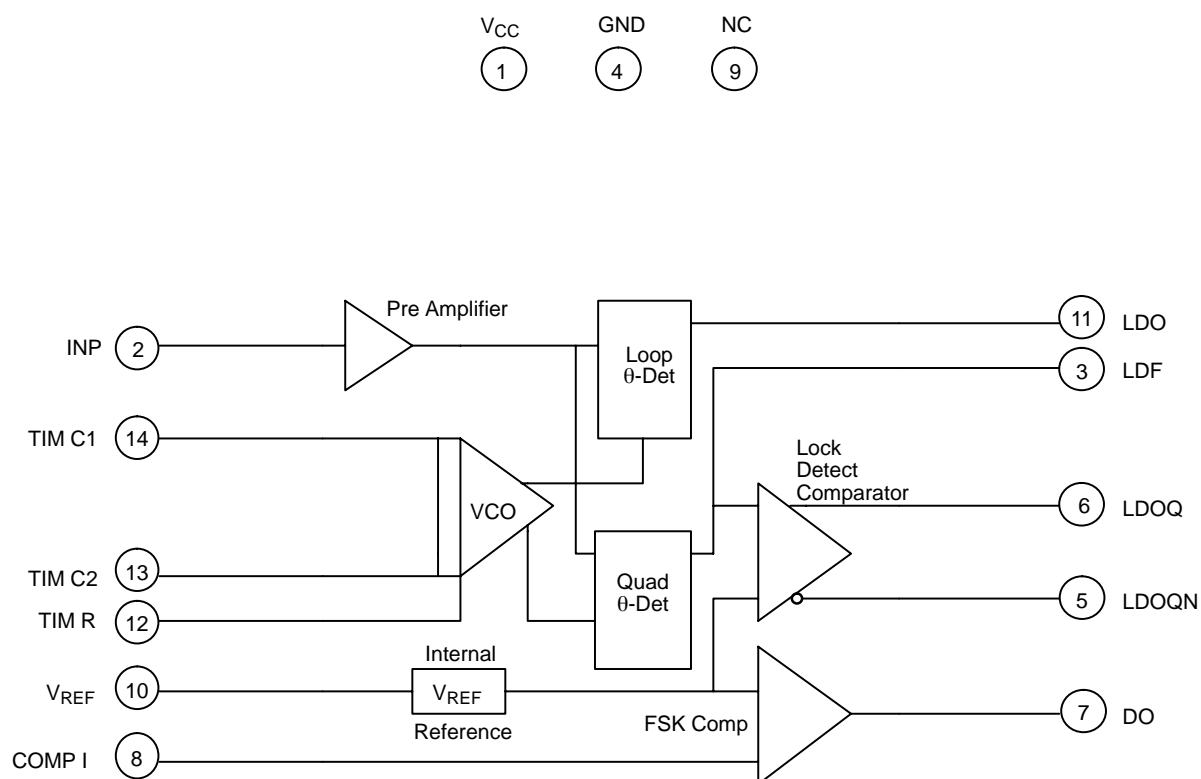 VCC GND NC
1 4 9
Pre Amplifier
INP 2
Loop
θ-Det
11 LDO
3 LDF
TIM C1 14
VCO
Lock
Detect
Comparator
6 LDOQ
TIM C2 13
TIM R 12
Quad
θ-Det
5 LDOQN
Internal
VREF 10
VREF
Reference
FSK Comp
7 DO
COMP I 8